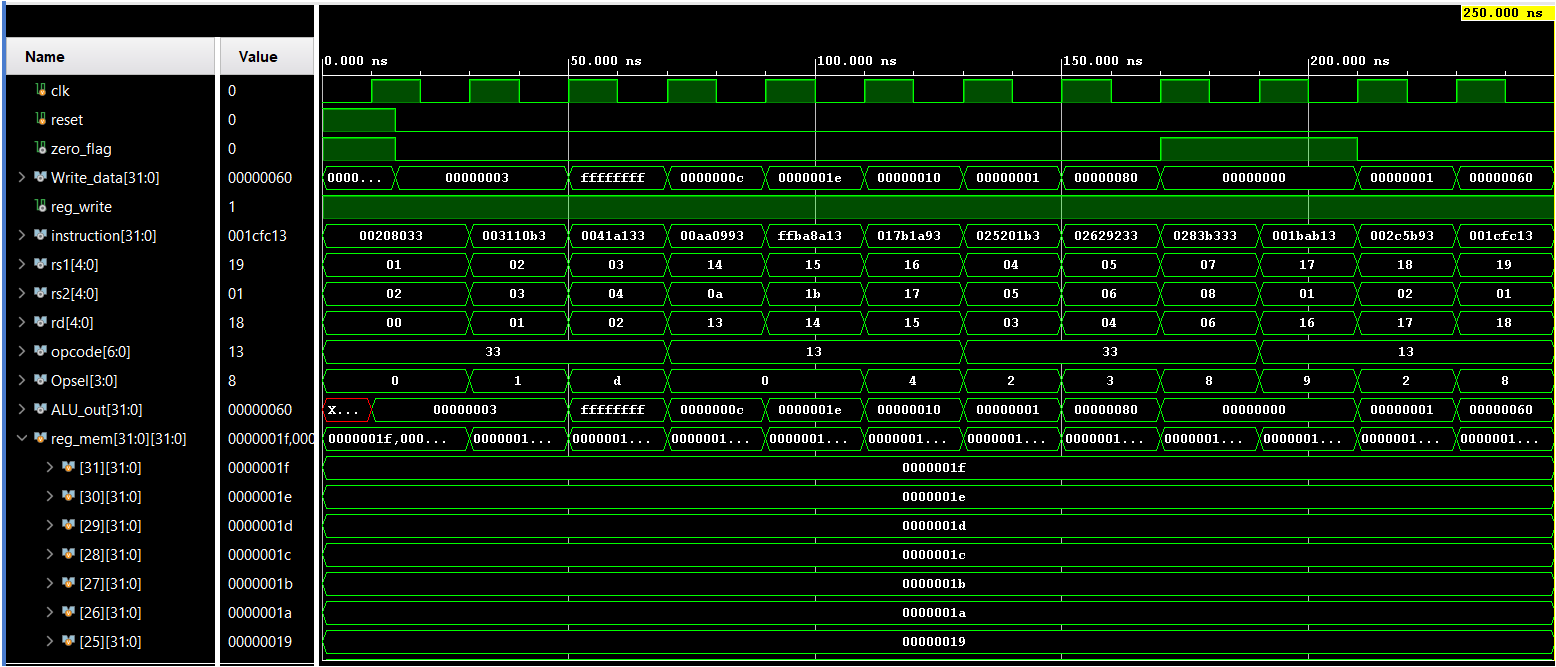 250.000 ns
Name Value
0.000 ns 50.000 ns 100.000 ns 150.000 ns 200.000 ns
clk 0
reset 0
zero_flag 0
Write_data[31:0] 00000060 0000... 00000003 ffffffff 0000000c 0000001e 00000010 00000001 00000080 00000000 00000001 00000060
reg_write 1
instruction[31:0] 001cfc13 00208033 003110b3 0041a133 00aa0993 ffba8a13 017b1a93 025201b3 02629233 0283b333 001bab13 002c5b93 001cfc13
rs1[4:0] 19 01 02 03 14 15 16 04 05 07 17 18 19
rs2[4:0] 01 02 03 04 0a 1b 17 05 06 08 01 02 01
rd[4:0] 18 00 01 02 13 14 15 03 04 06 16 17 18
opcode[6:0] 13 33 13 33 13
Opsel[3:0] 8 0 1 d 0 4 2 3 8 9 2 8
ALU_out[31:0] 00000060 X... 00000003 ffffffff 0000000c 0000001e 00000010 00000001 00000080 00000000 00000001 00000060
reg_mem[31:0][31:0] 0000001f,000 0000001f,000... 0000001... 0000001... 0000001... 0000001... 0000001... 0000001... 0000001... 0000001... 0000001... 0000001... 0000001...
[31][31:0] 0000001f 0000001f
[30][31:0] 0000001e 0000001e
[29][31:0] 0000001d 0000001d
[28][31:0] 0000001c 0000001c
[27][31:0] 0000001b 0000001b
[26][31:0] 0000001a 0000001a
[25][31:0] 00000019 00000019